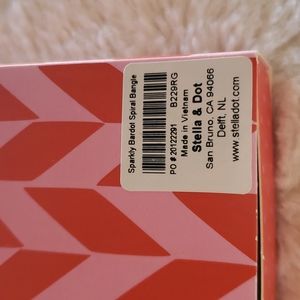 Sparkly Bardot Spiral Bangle
B229RG
PO # 20122291
Made in Vietnam
Stella & Dot
San Bruno, CA 94066
Delft, NL
www.stelladot.com